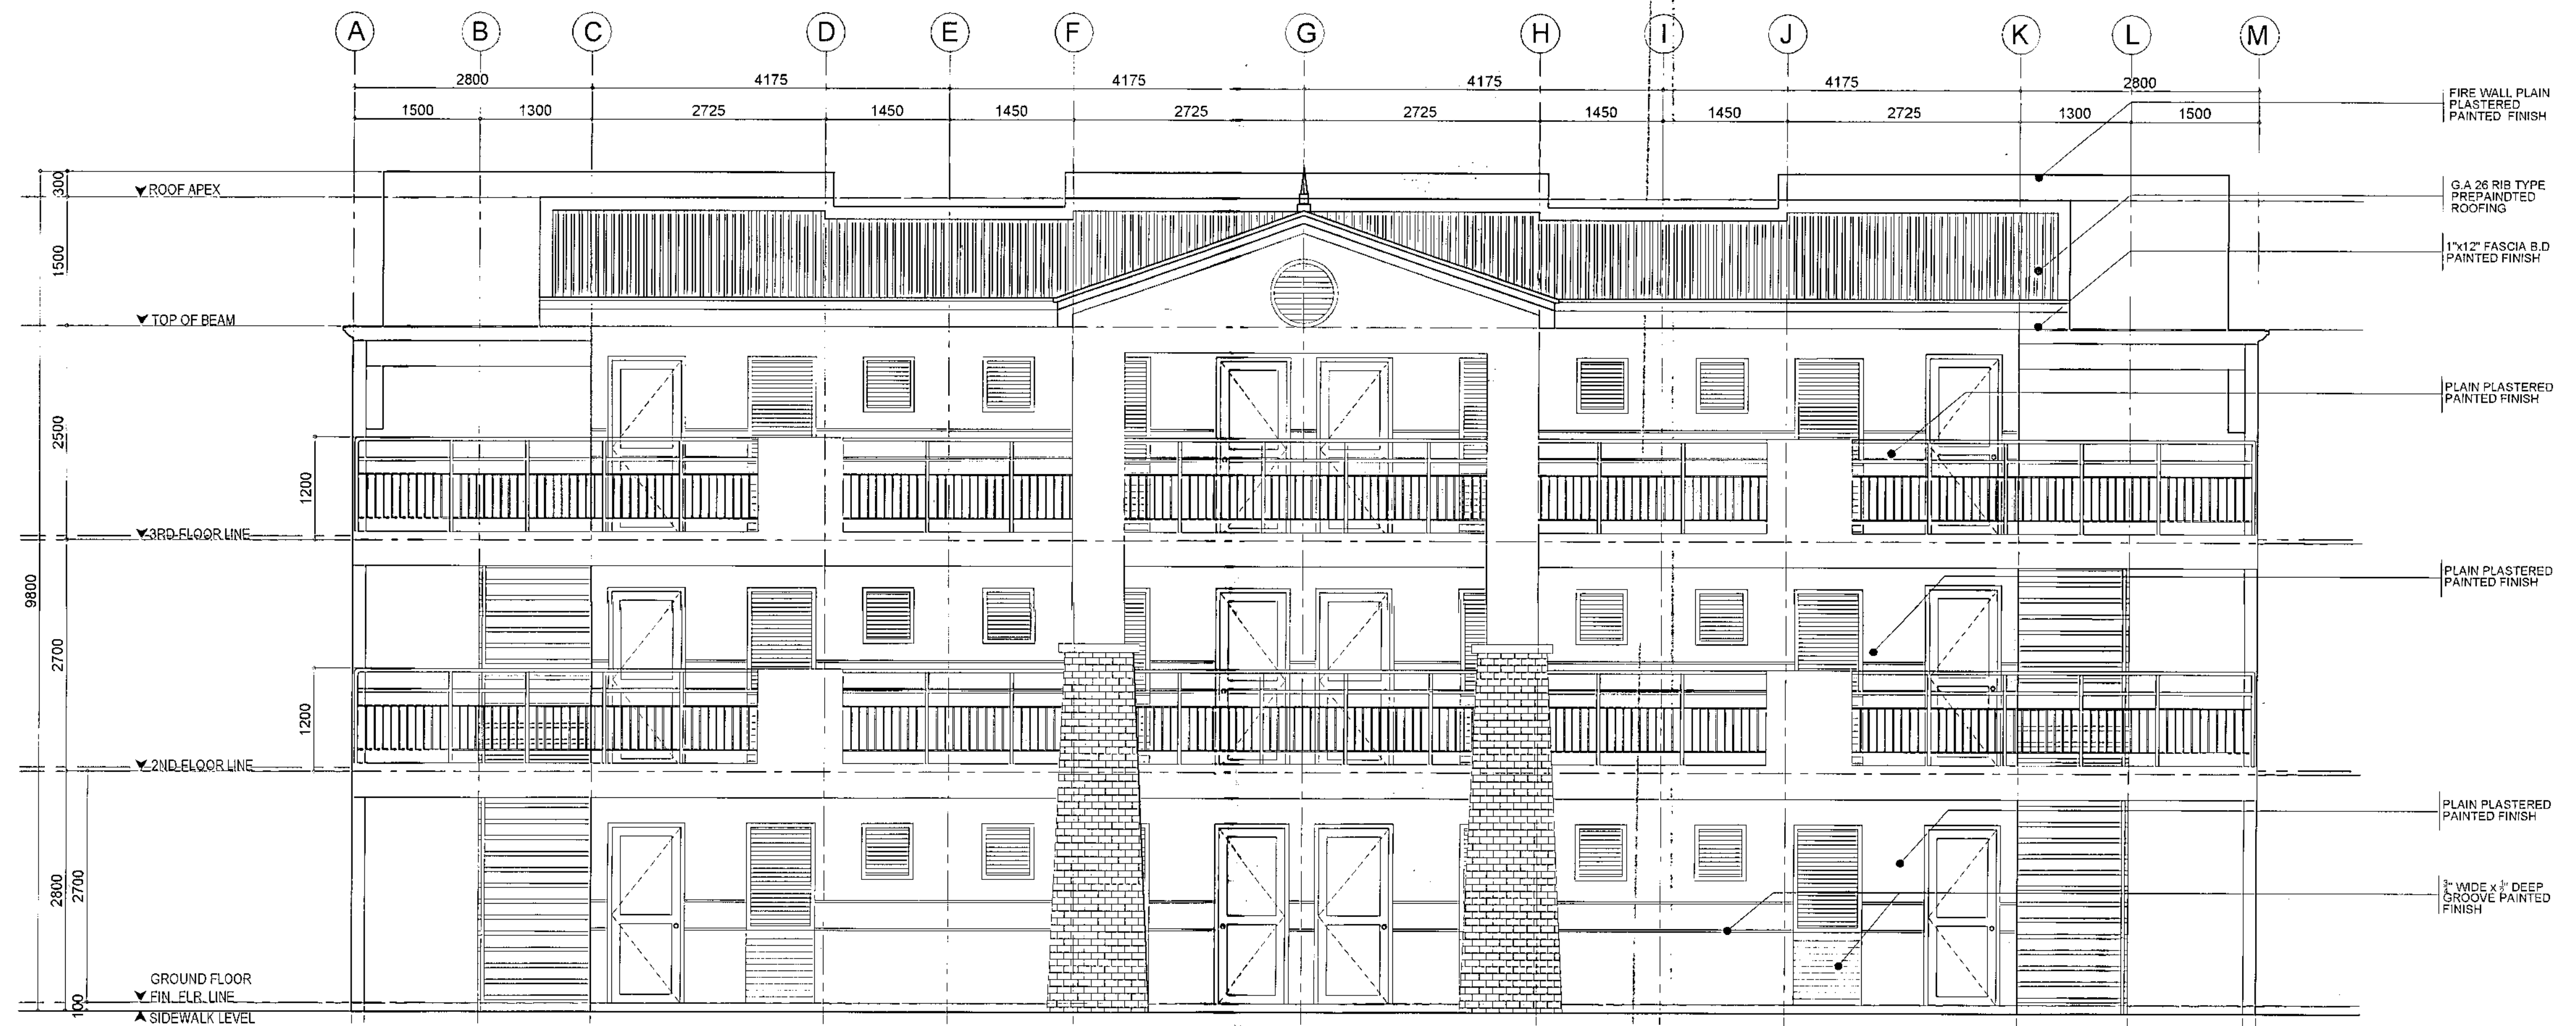 A B C D E F G H I J K L M
2800 4175 4175 4175 4175 2800
1500 1300 2725 1450 1450 2725 2725 1450 1450 2725 1300 1500
FIRE WALL PLAIN
PLASTERED
PAINTED FINISH
300
ROOF APEX
G.A 26 RIB TYPE
PREPAINDTED
ROOFING
1500
1"x12" FASCIA B.D
PAINTED FINISH
TOP OF BEAM
PLAIN PLASTERED
PAINTED FINISH
2500
1200
3RD FLOOR LINE
PLAIN PLASTERED
PAINTED FINISH
9800
2700
1200
2ND FLOOR LINE
PLAIN PLASTERED
PAINTED FINISH
2800
2700
WIDE x DEEP
GROOVE PAINTED
FINISH
GROUND FLOOR
FIN. FLR. LINE
100
SIDEWALK LEVEL